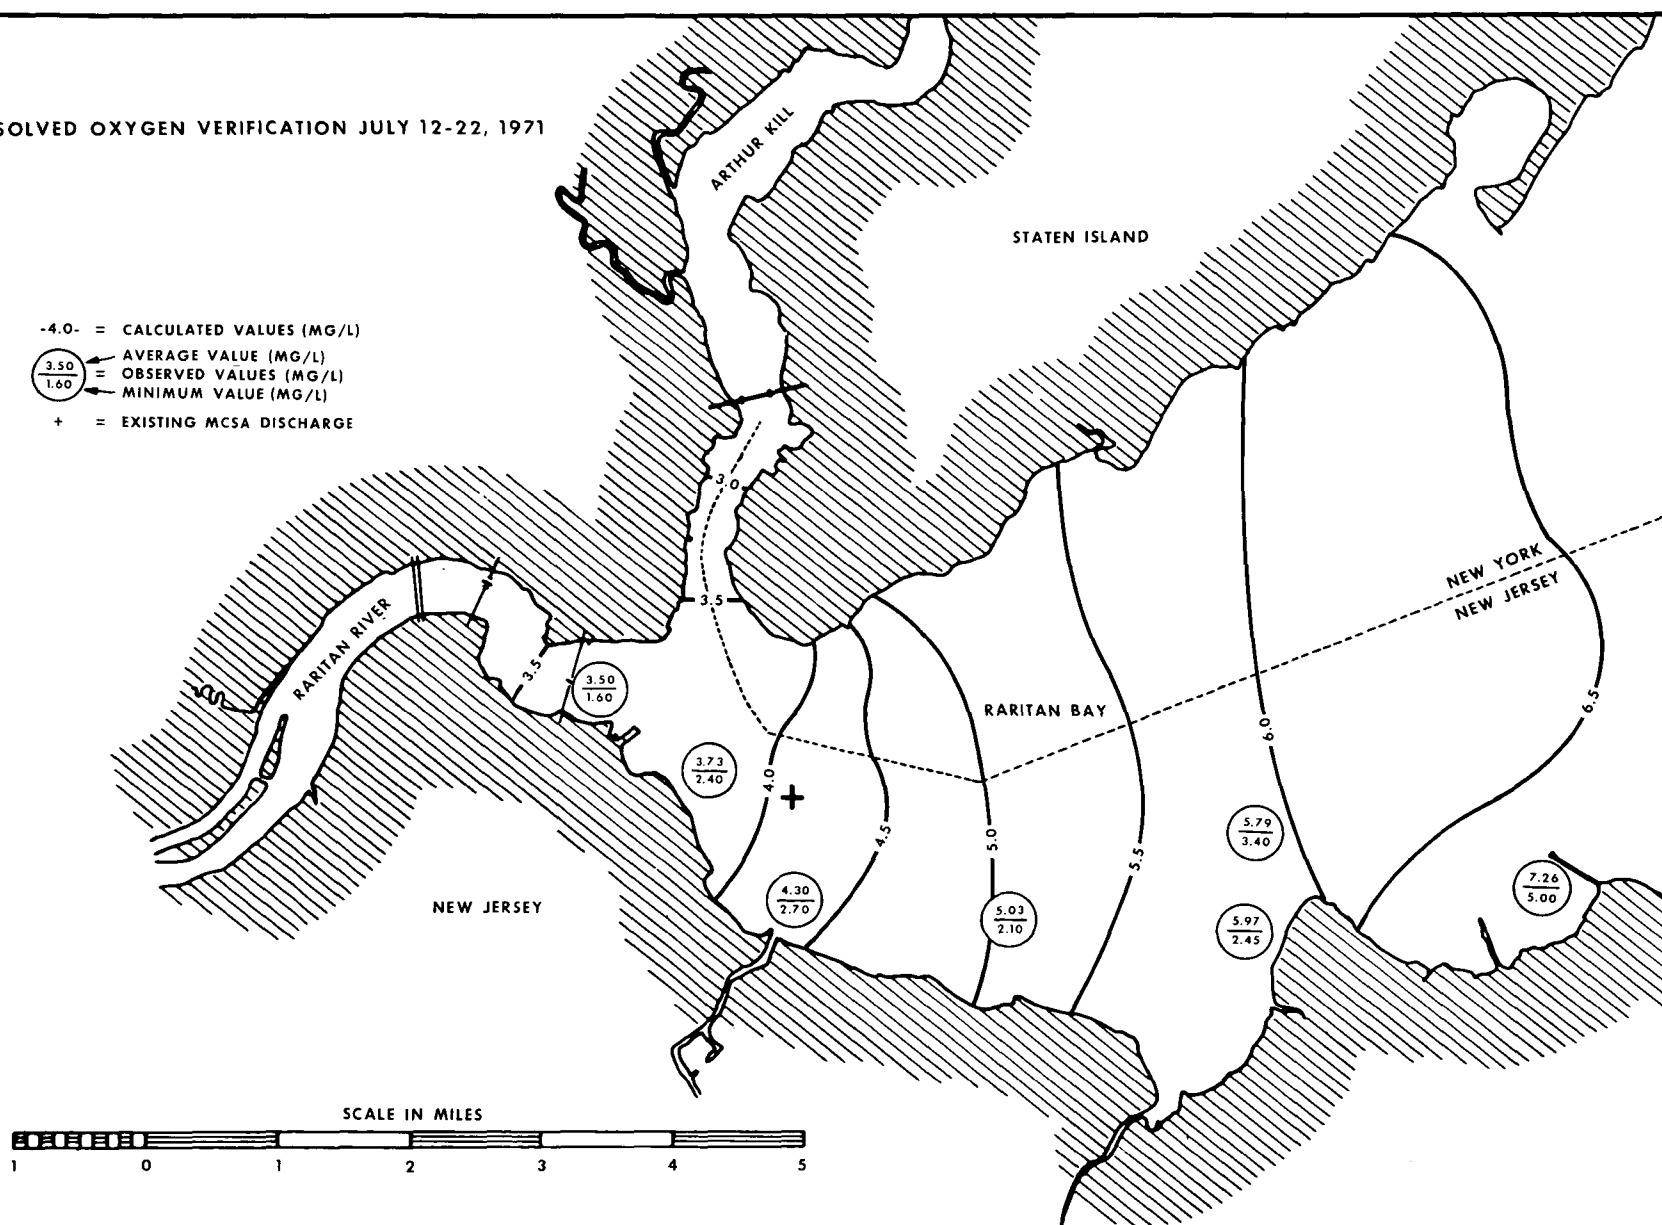 SOLVED OXYGEN VERIFICATION JULY 12-22, 1971
ARTHUR KILL
STATEN ISLAND
-4.0- = CALCULATED VALUES (MG/L)
AVERAGE VALUE (MG/L)
3.50
1.60
= OBSERVED VALUES (MG/L)
MINIMUM VALUE (MG/L)
+ = EXISTING MCSA DISCHARGE
3.0
3.5
RARITAN RIVER
3.5
3.50
1.60
NEW YORK
NEW JERSEY
RARITAN BAY
6.5
6.0
3.73
2.40
4.0
+
4.5
5.0
5.5
5.79
3.40
4.30
2.70
5.03
2.10
5.97
2.45
7.26
5.00
NEW JERSEY
SCALE IN MILES
1 0 1 2 3 4 5